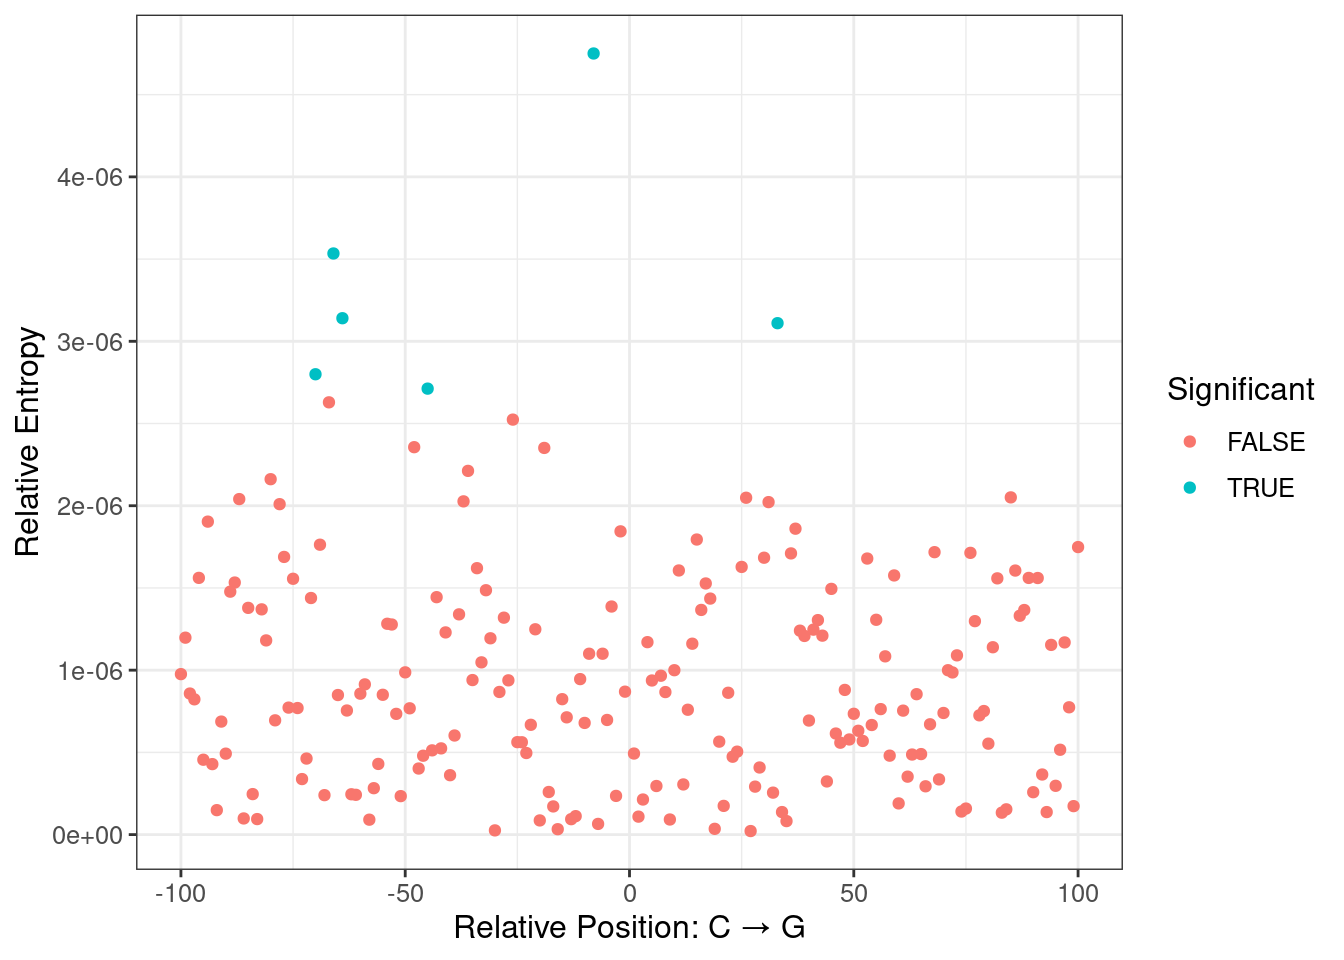 4e-06
3e-06
2e-06
1e-06
0e+00
Relative Entropy
-100
-50
0
50
100
Relative Position: C → G
Significant
FALSE
TRUE